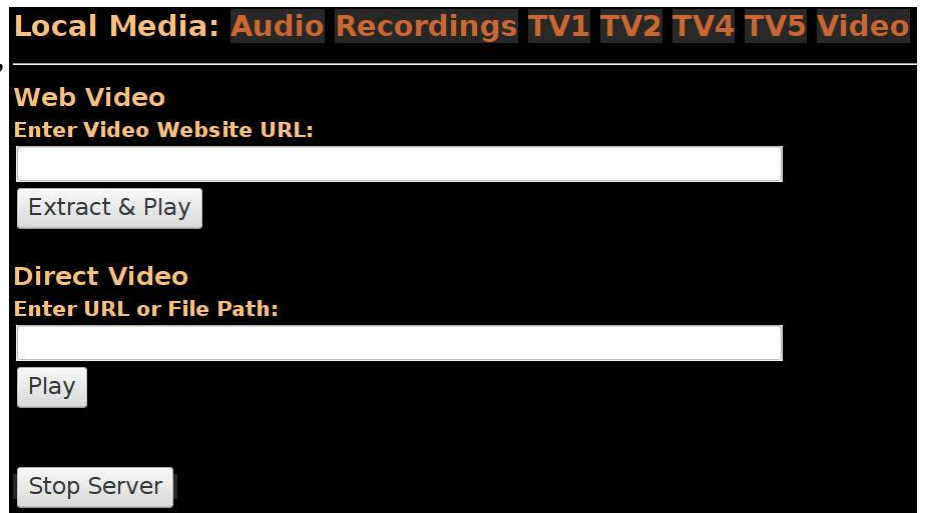 Local Media: Audio Recordings TV1 TV2 TV4 TV5 Video
Web Video
Enter Video Website URL:
Extract & Play
Direct Video
Enter URL or File Path:
Play
Stop Server